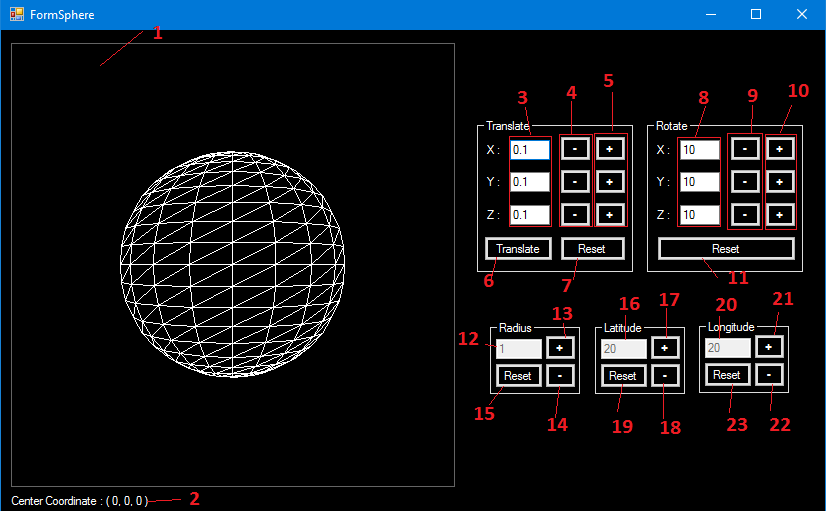 FormSphere
1
3 4 5 8 9 10
Translate Rotate
X : 0.1 - + X : 10 - +
Y : 0.1 - + Y : 10 - +
Z : 0.1 - + Z : 10 - +
Translate Reset Reset
6 7 11
12 13 16 17 20 21
Radius Latitude Longitude
1 + 20 + 20 +
Reset - Reset - Reset -
15 14 19 18 23 22
Center Coordinate : ( 0, 0, 0 ) 2